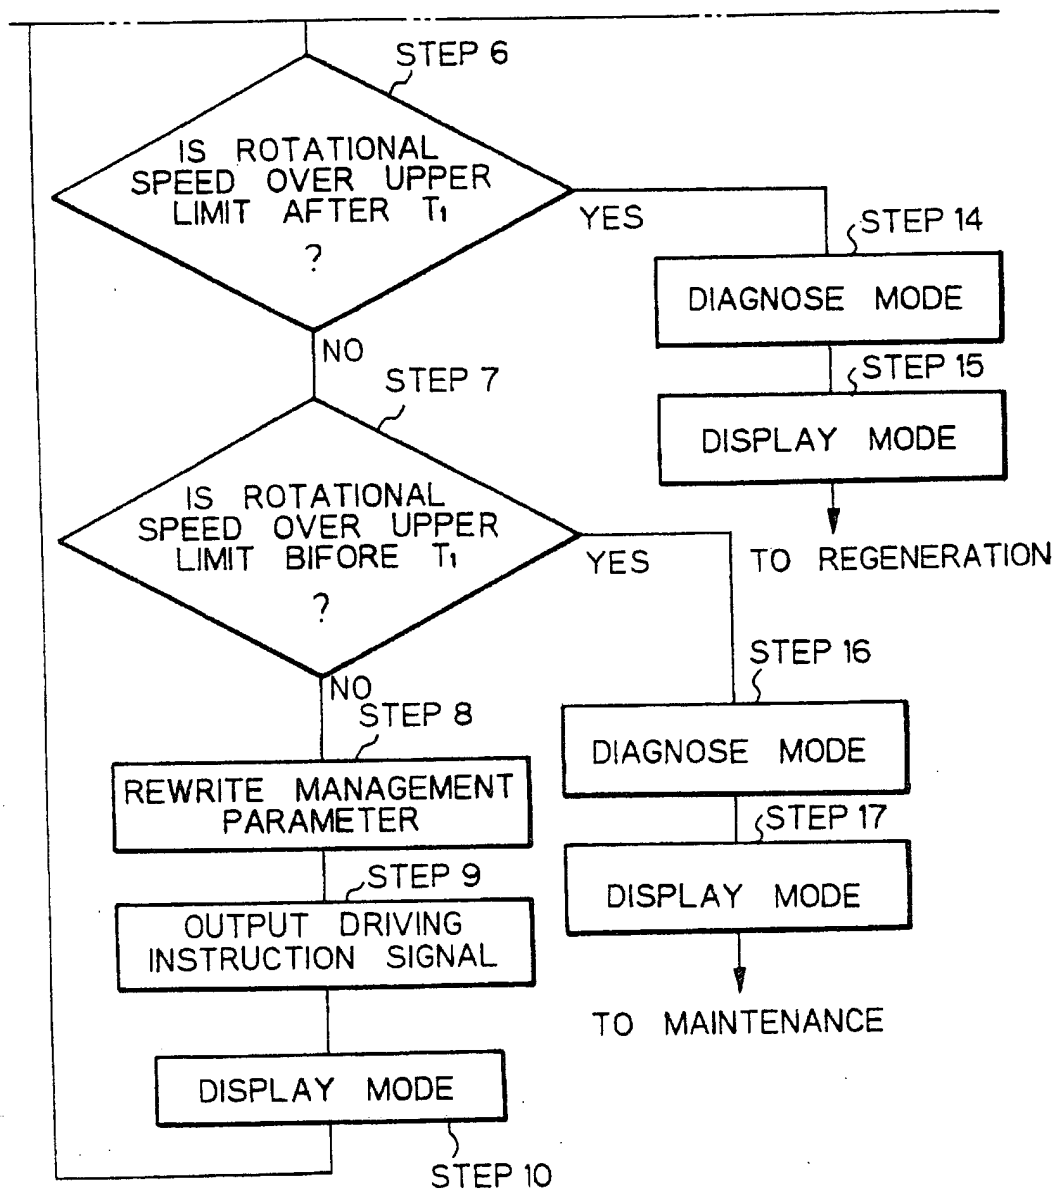 STEP 6
IS ROTATIONAL
SPEED OVER UPPER
LIMIT AFTER T1
?
YES
NO
STEP 14
DIAGNOSE MODE
STEP 15
DISPLAY MODE
TO REGENERATION
STEP 7
IS ROTATIONAL
SPEED OVER UPPER
LIMIT BIFORE T1
?
YES
NO
STEP 16
DIAGNOSE MODE
STEP 17
DISPLAY MODE
TO MAINTENANCE
STEP 8
REWRITE MANAGEMENT
PARAMETER
STEP 9
OUTPUT DRIVING
INSTRUCTION SIGNAL
DISPLAY MODE
STEP 10